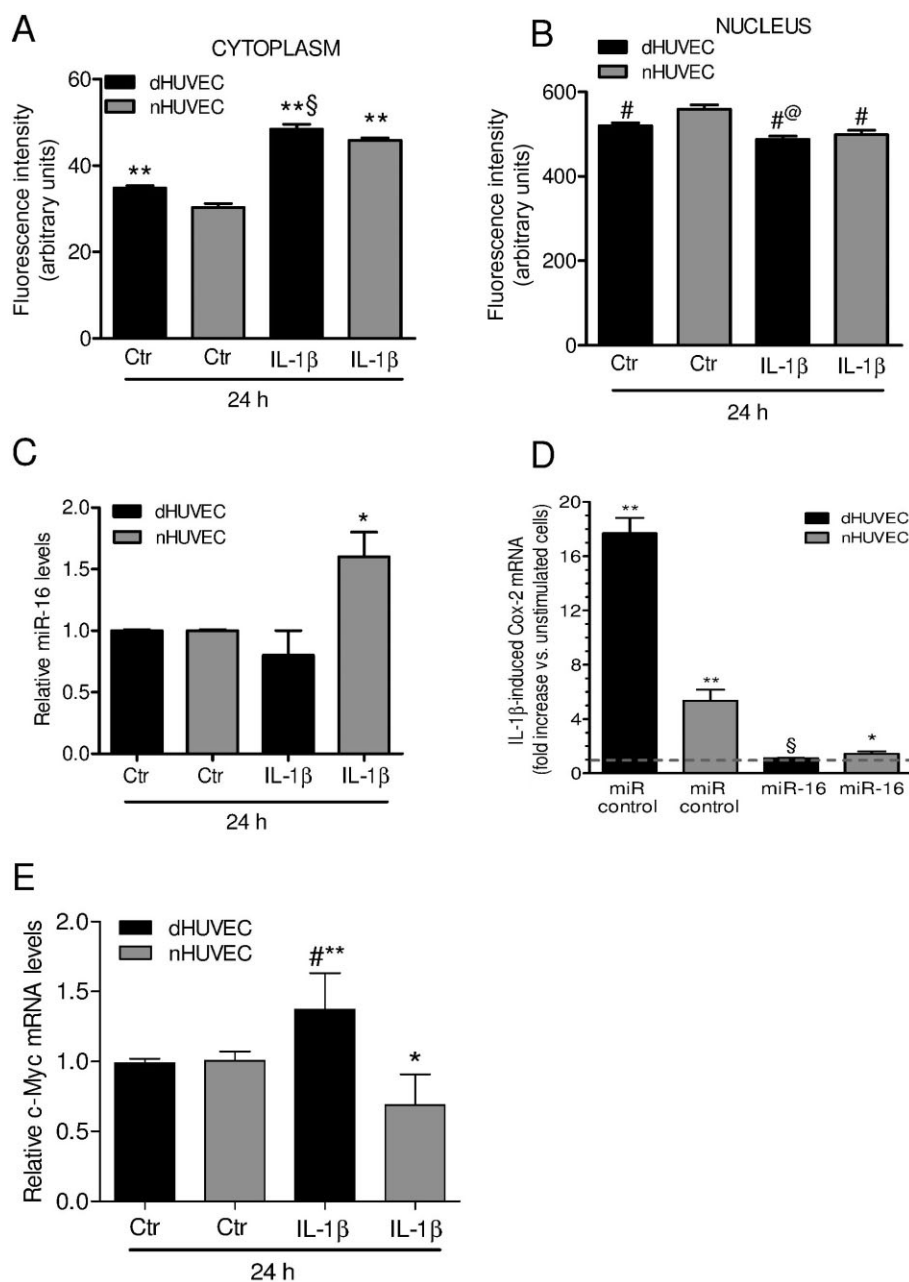 A
CYTOPLASM
dHUVEC
nHUVEC
Fluorescence intensity
(arbitrary units)
60
40
20
0
**
**§
**
Ctr
Ctr
IL-1β
IL-1β
24 h
B
NUCLEUS
dHUVEC
nHUVEC
Fluorescence intensity
(arbitrary units)
600
400
200
0
#
#@
#
Ctr
Ctr
IL-1β
IL-1β
24 h
C
dHUVEC
nHUVEC
Relative miR-16 levels
2.0
1.5
1.0
0.5
0.0
*
Ctr
Ctr
IL-1β
IL-1β
24 h
D
dHUVEC
nHUVEC
IL-1β-induced Cox-2 mRNA
(fold increase vs. unstimulated cells)
20
16
12
8
4
0
**
**
§
*
miR
control
miR
control
miR-16
miR-16
E
dHUVEC
nHUVEC
Relative c-Myc mRNA levels
2.0
1.5
1.0
0.5
0.0
#**
*
Ctr
Ctr
IL-1β
IL-1β
24 h